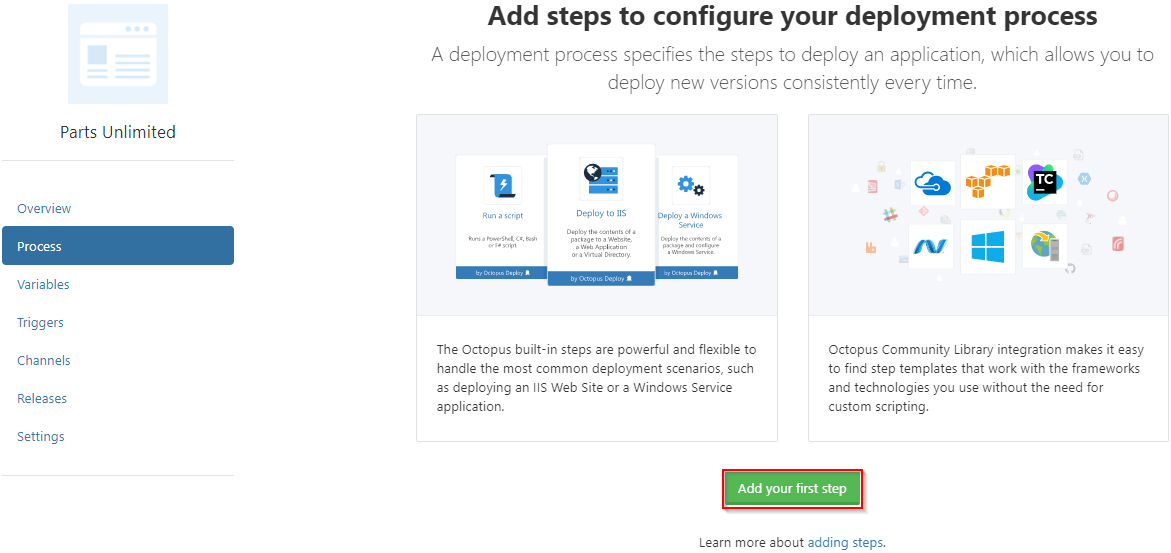 Add steps to configure your deployment process
A deployment process specifies the steps to deploy an application, which allows you to
deploy new versions consistently every time.
Parts Unlimited
Overview
Process
Variables
Triggers
Channels
Releases
Settings
Run a script
Runs a PowerShell, C#, Bash
or F# script.
by Octopus Deploy
Deploy to IIS
Deploy the contents of a
package to a Website,
a Web Application
or a Virtual Directory.
by Octopus Deploy
Deploy a Windows
Service
Deploy the contents of a
package and configure
a Windows Service.
by Octopus Deploy
TC
The Octopus built-in steps are powerful and flexible to
handle the most common deployment scenarios, such
as deploying an IIS Web Site or a Windows Service
application.
Octopus Community Library integration makes it easy
to find step templates that work with the frameworks
and technologies you use without the need for
custom scripting.
Add your first step
Learn more about adding steps.